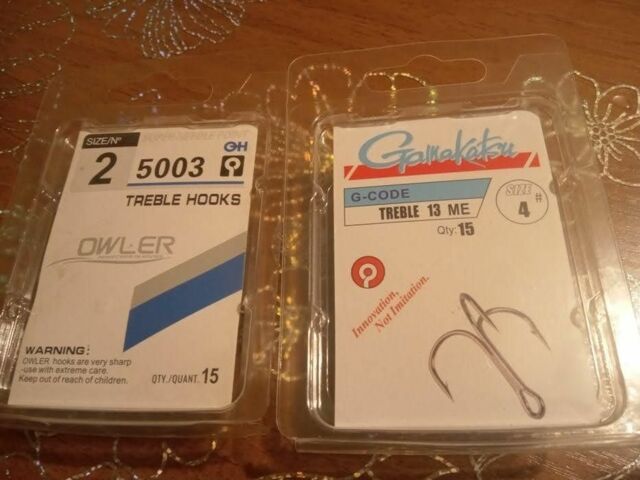 SIZE/Nº
2
5003
TREBLE HOOKS
OWLER
WARNING:
OWLER hooks are very sharp
-use with extreme care.
Keep out of reach of children.
QTY./QUANT. 15
Gamakatsu
G-CODE
TREBLE 13 ME
Qty: 15
SIZE
4 #
Innovation,
Not Imitation.